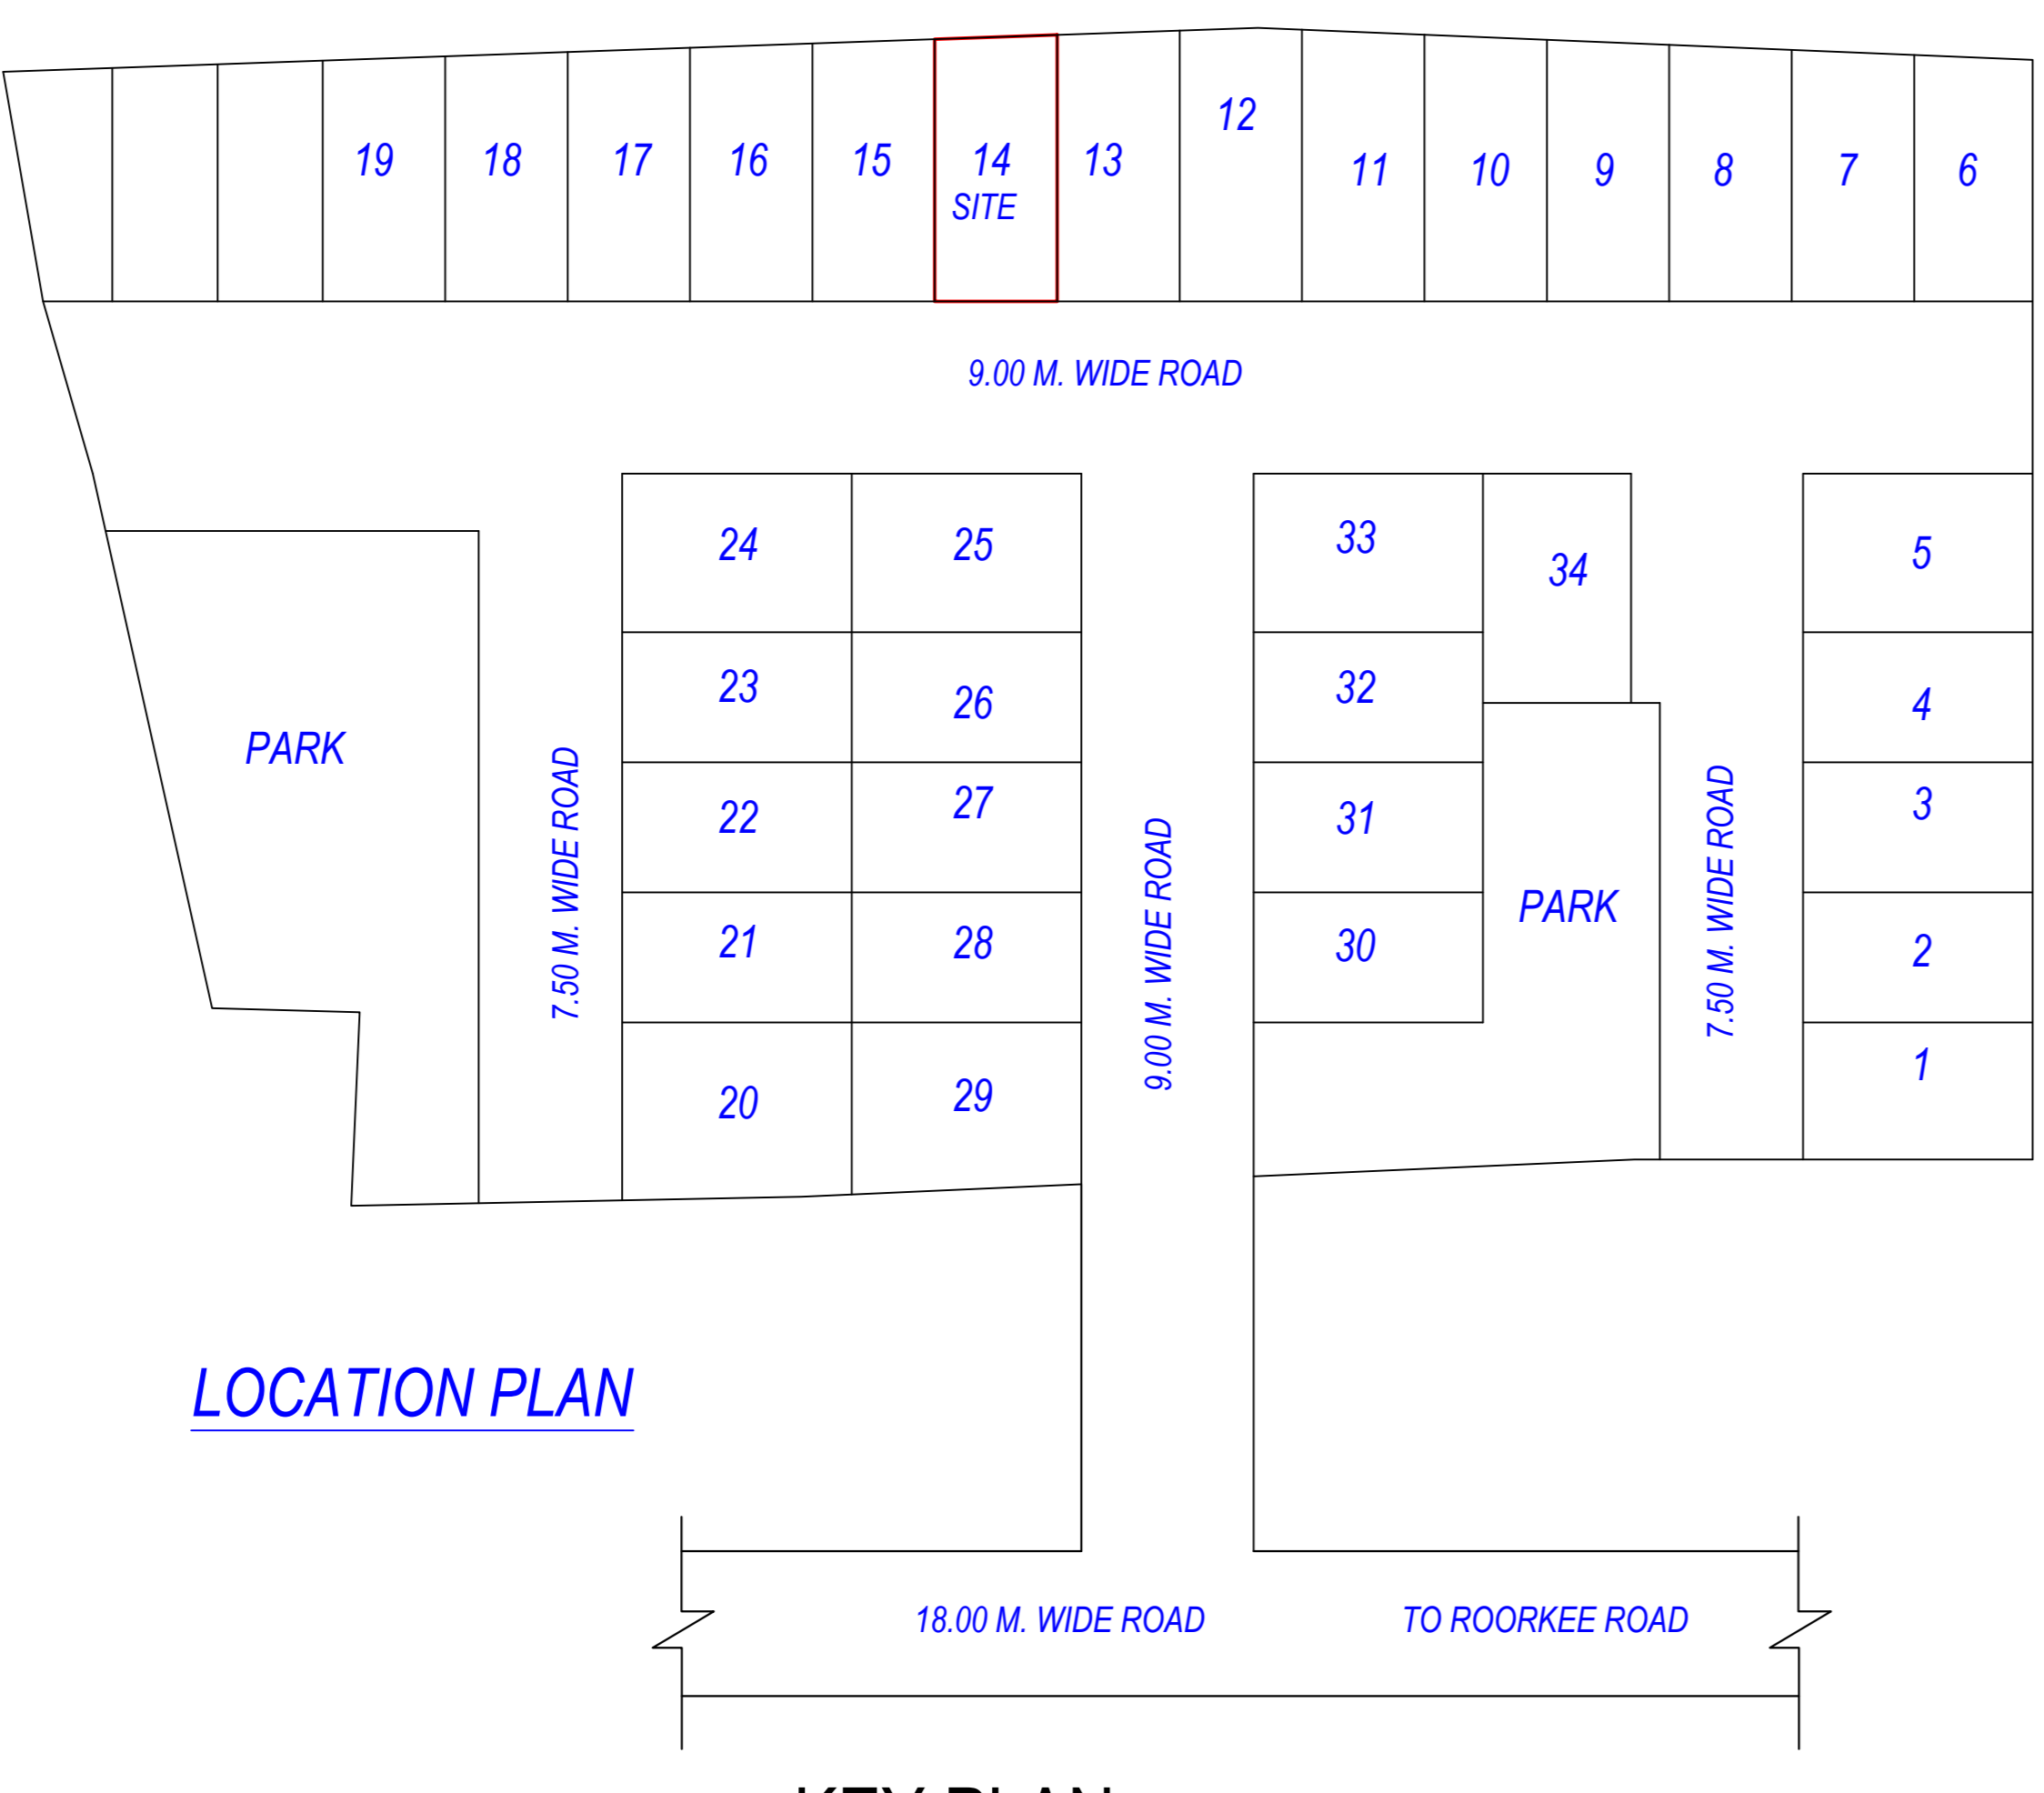 12
19 18 17 16 15 14 13 11 10 9 8 7 6
SITE
9.00 M. WIDE ROAD
24 25 33 34 5
23 26 32 4
PARK
22 27 31 3
7.50 M. WIDE ROAD
9.00 M. WIDE ROAD
PARK
7.50 M. WIDE ROAD
21 28 30 2
20 29 1
LOCATION PLAN
18.00 M. WIDE ROAD TO ROORKEE ROAD
KEY PLAN